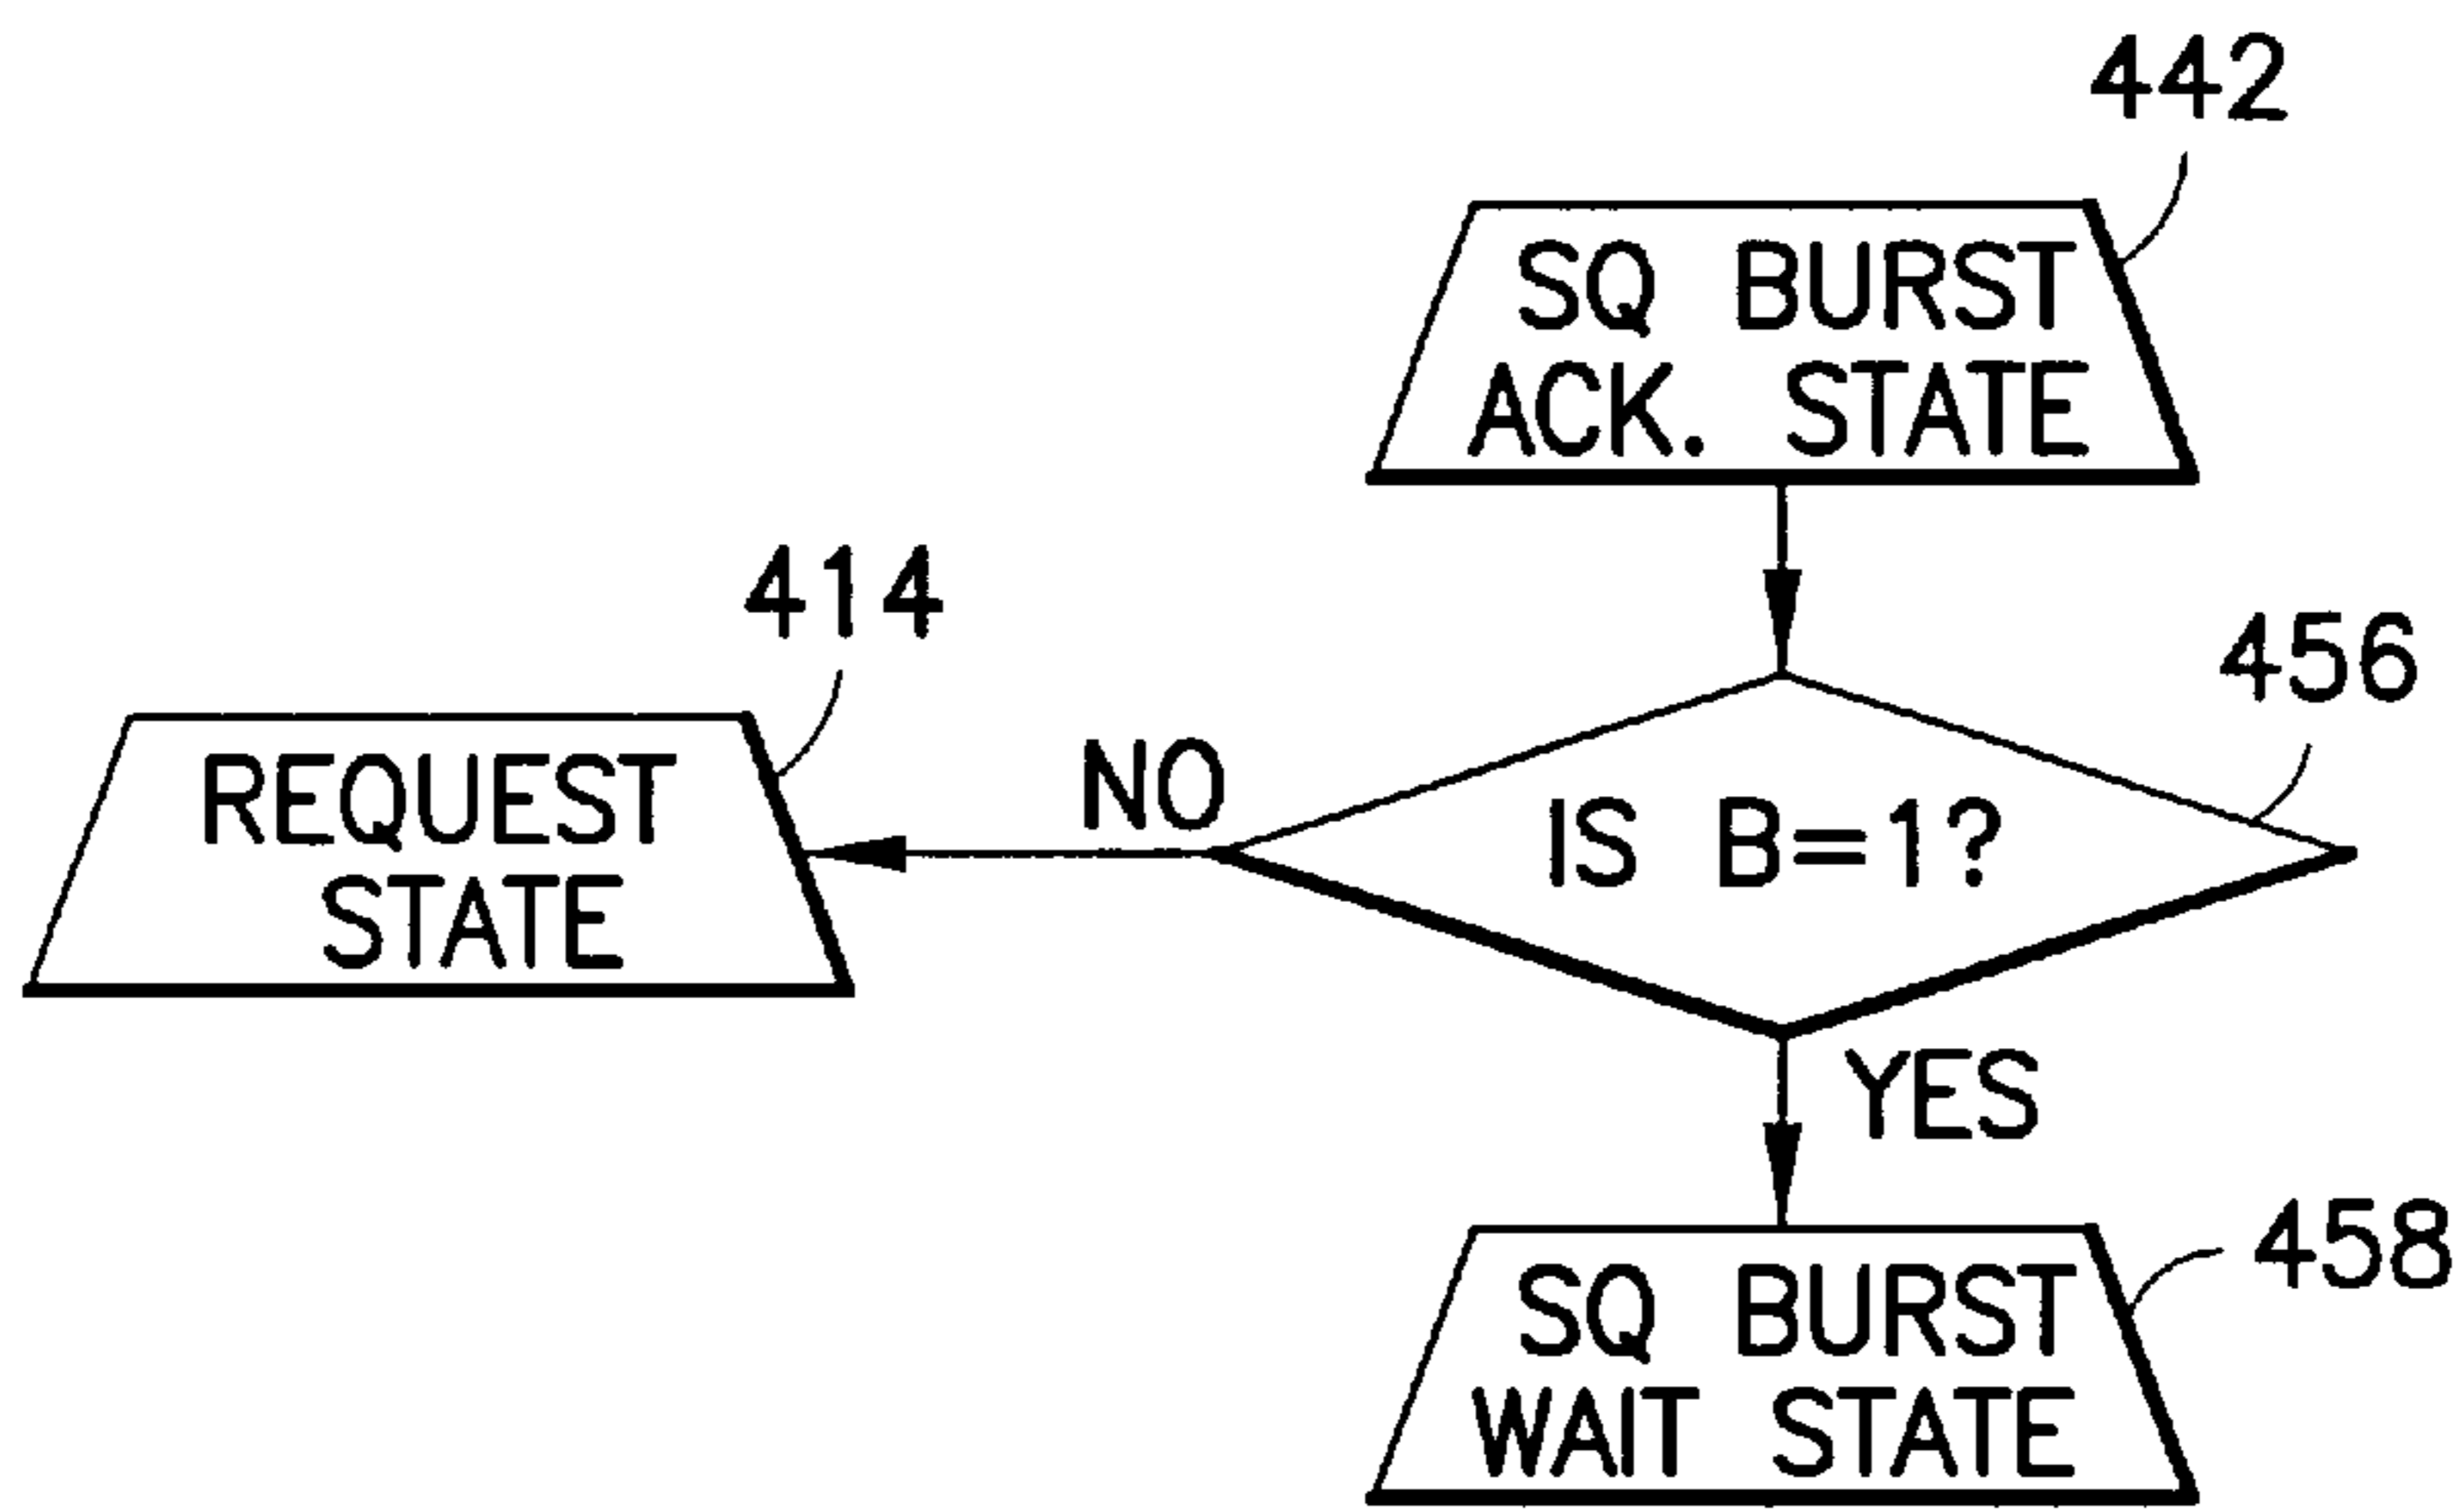 442
SQ BURST
ACK. STATE
414
456
REQUEST
STATE
NO
IS B=1?
YES
458
SQ BURST
WAIT STATE